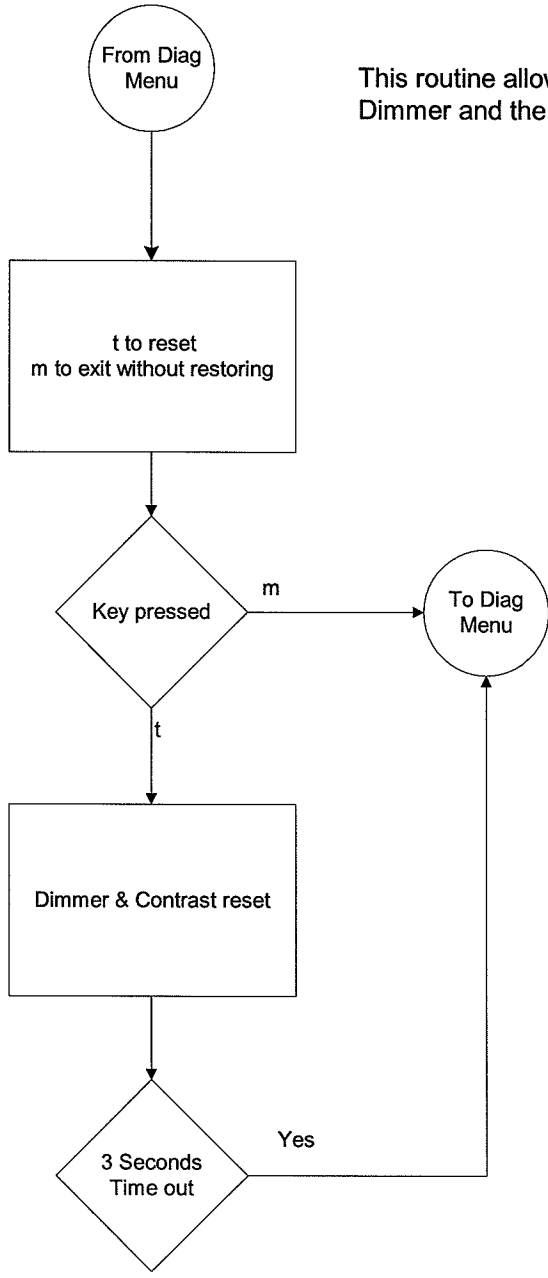 From Diag
Menu
This routine allow
Dimmer and the
t to reset
m to exit without restoring
Key pressed
m
To Diag
Menu
t
Dimmer & Contrast reset
3 Seconds
Time out
Yes